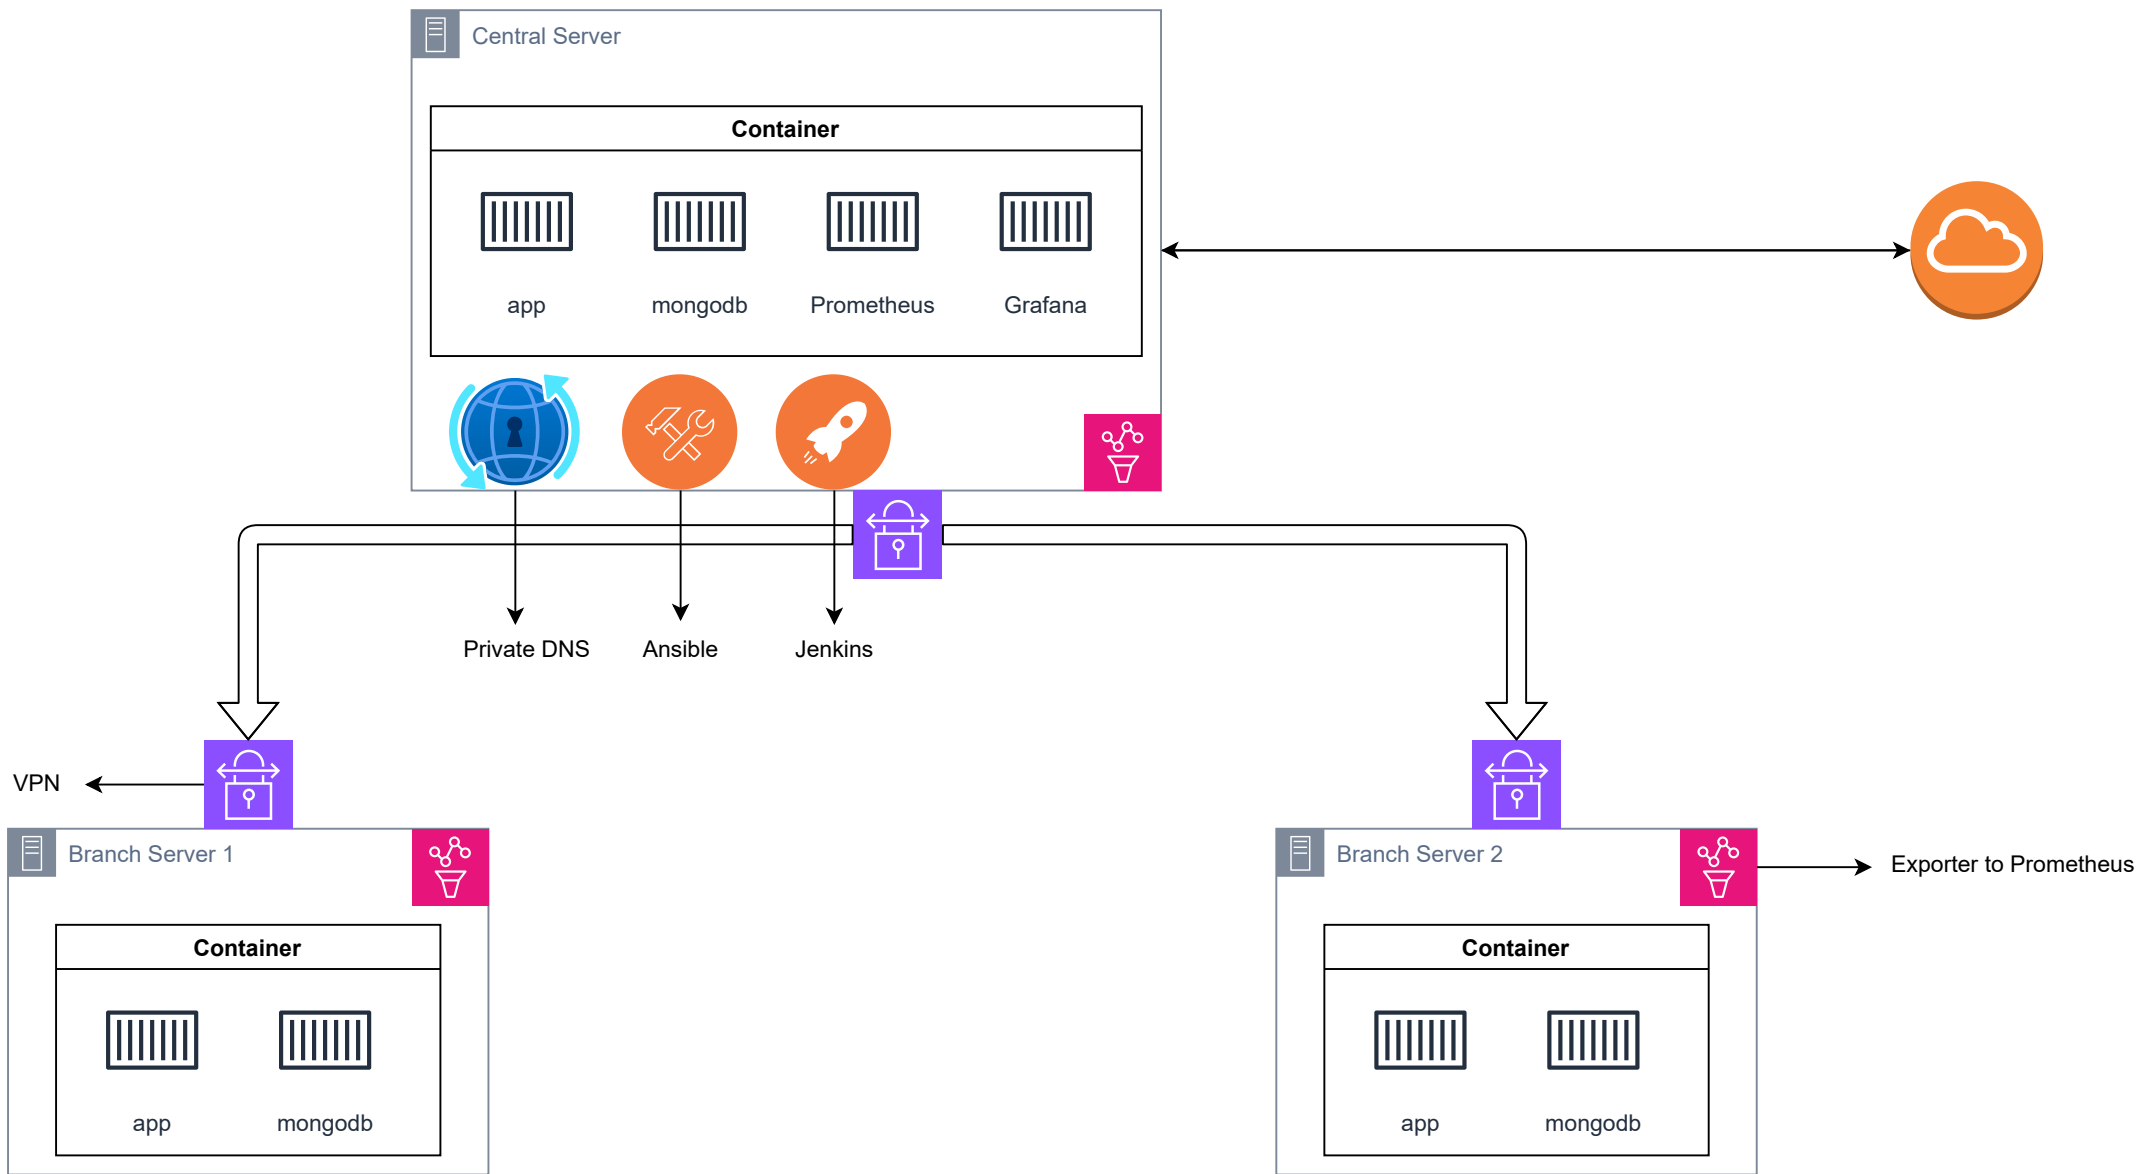 Central Server
Container
app
mongodb
Prometheus
Grafana
Private DNS
Ansible
Jenkins
VPN
Branch Server 1
Container
app
mongodb
Branch Server 2
Exporter to Prometheus
Container
app
mongodb